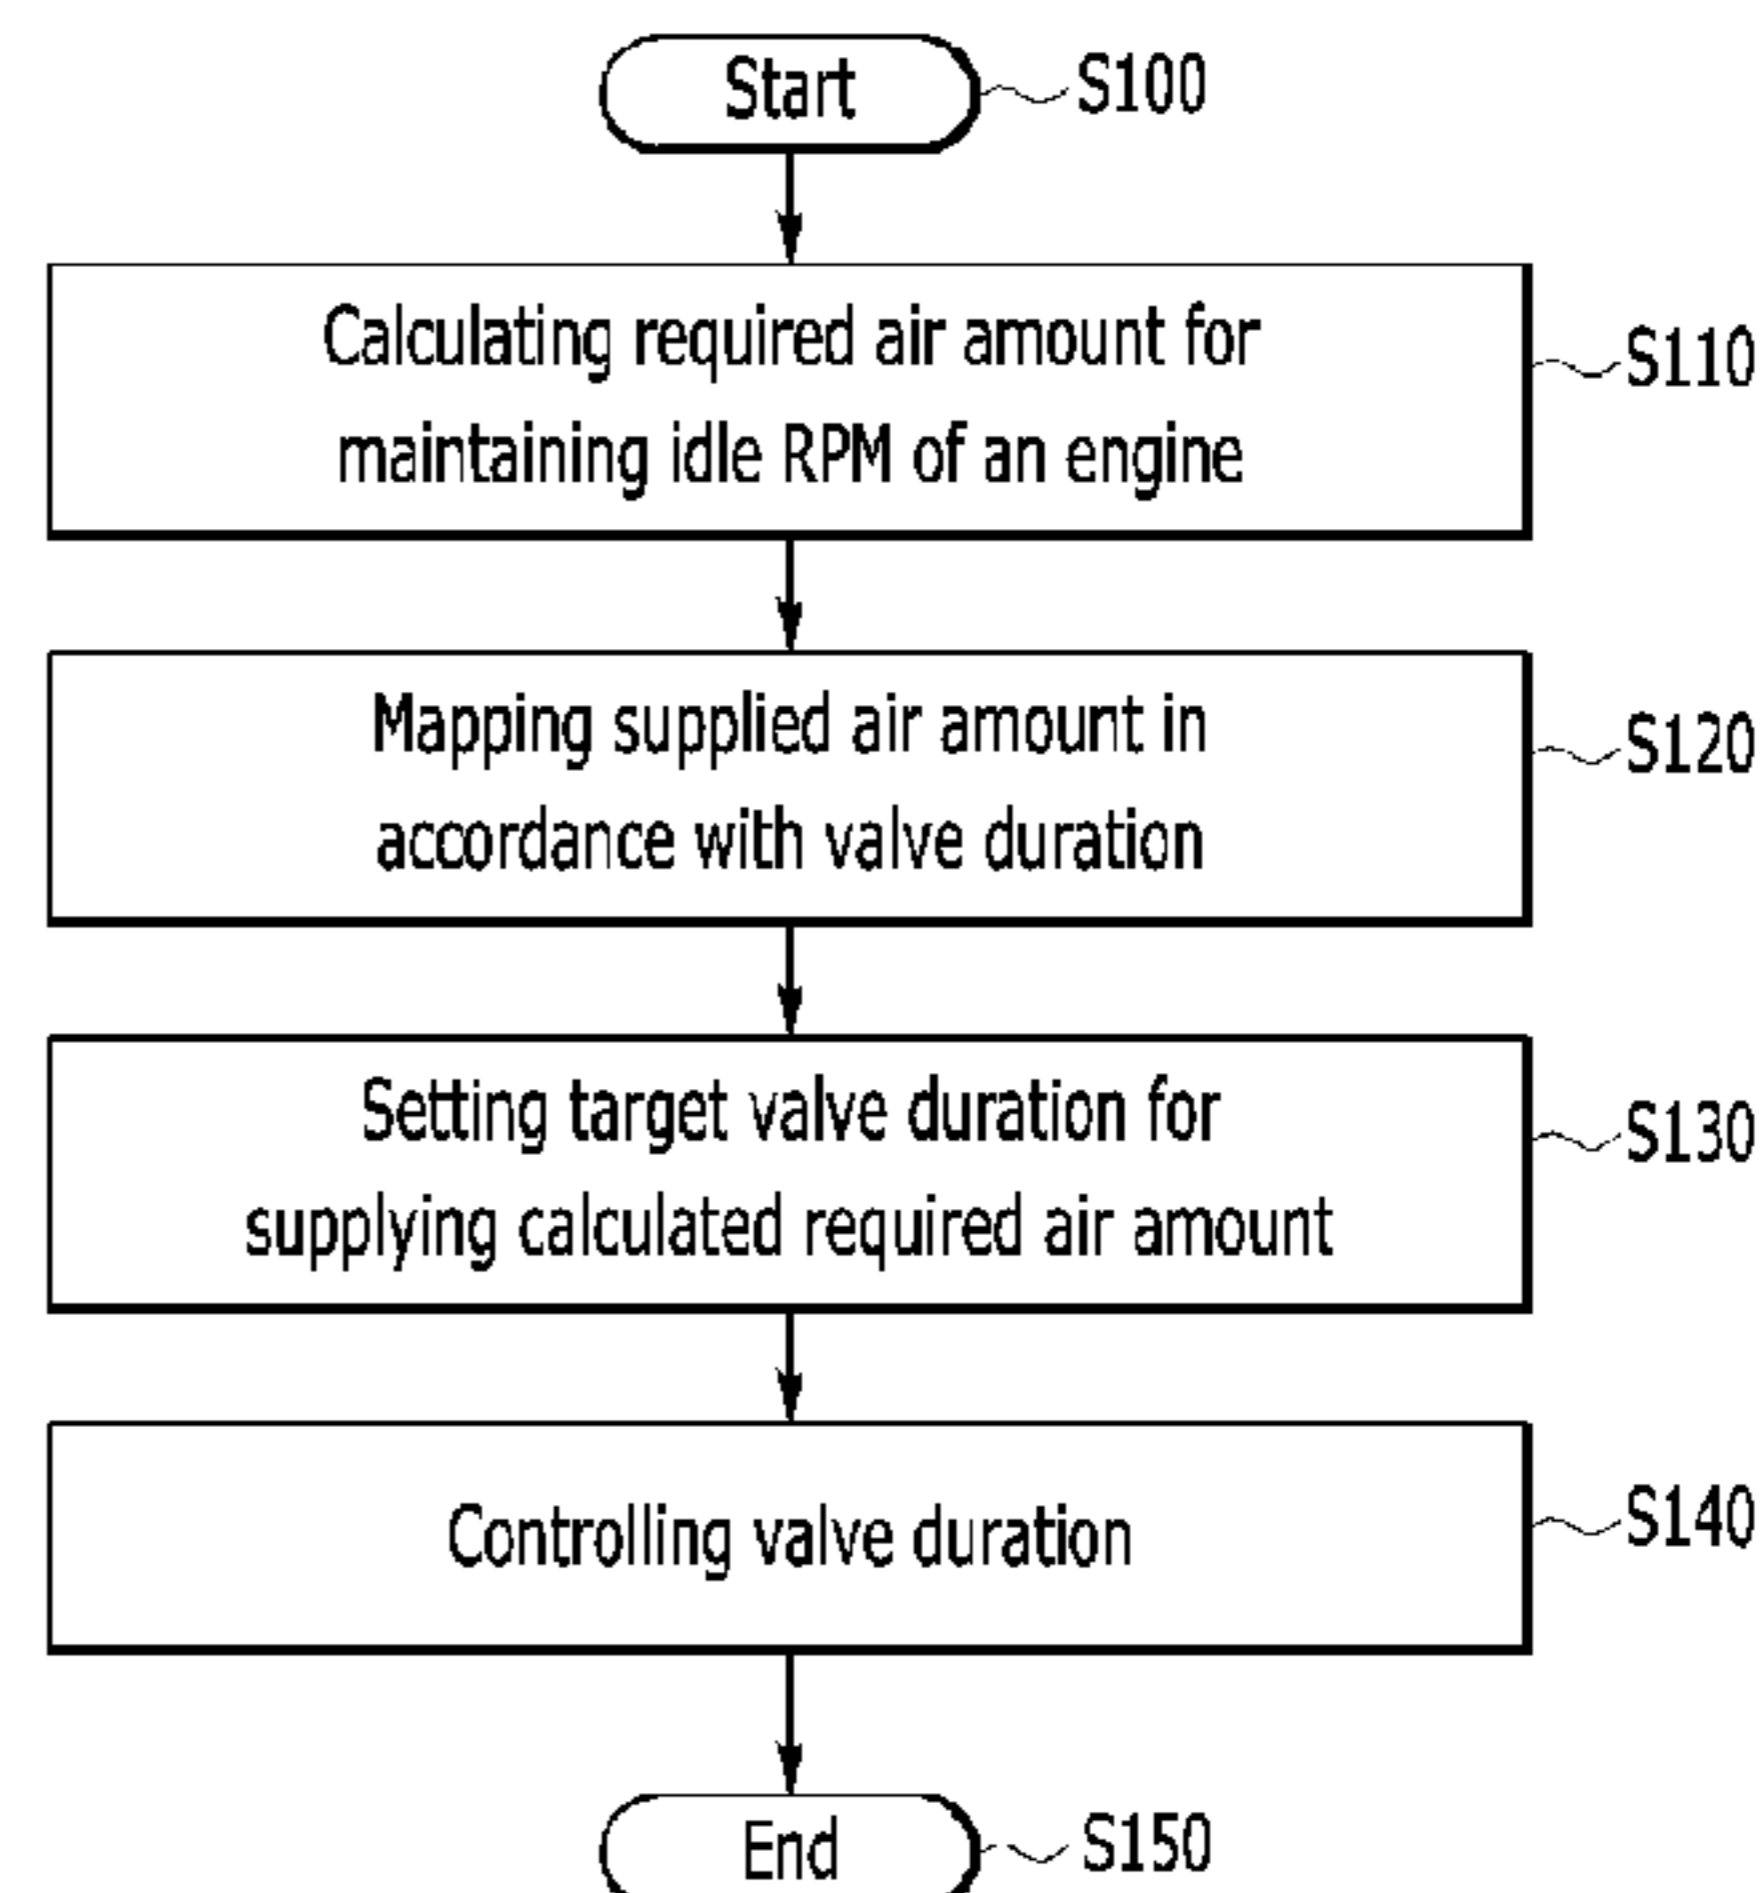 Start
S100
Calculating required air amount for
maintaining idle RPM of an engine
S110
Mapping supplied air amount in
accordance with valve duration
S120
Setting target valve duration for
supplying calculated required air amount
S130
Controlling valve duration
S140
End
S150